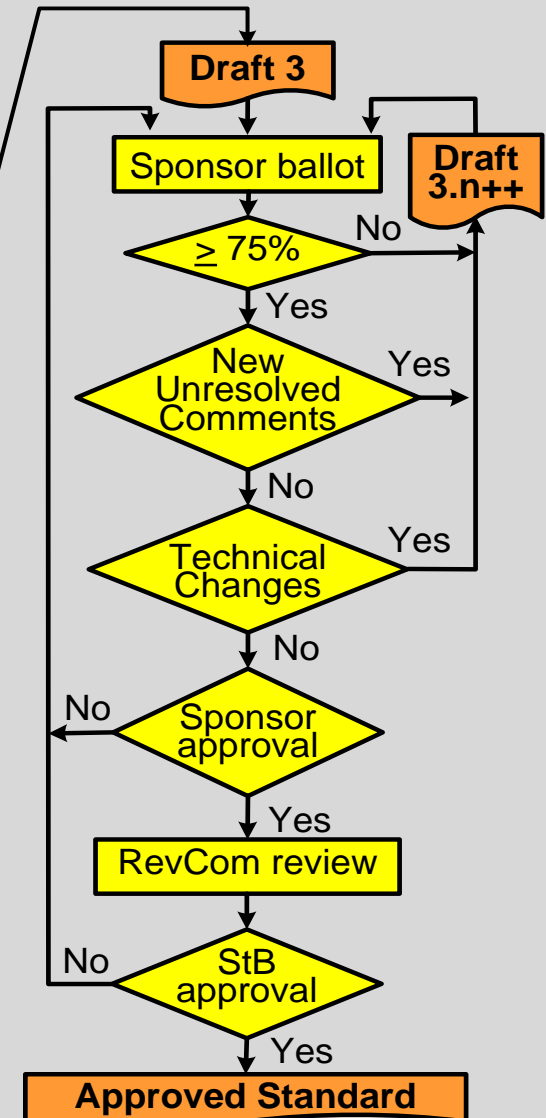 Draft 3
Sponsor ballot
Draft
3.n++
≥ 75%
No
Yes
New
Unresolved
Comments
Yes
No
Technical
Changes
Yes
No
Sponsor
approval
No
Yes
RevCom review
StB
approval
No
Yes
Approved Standard